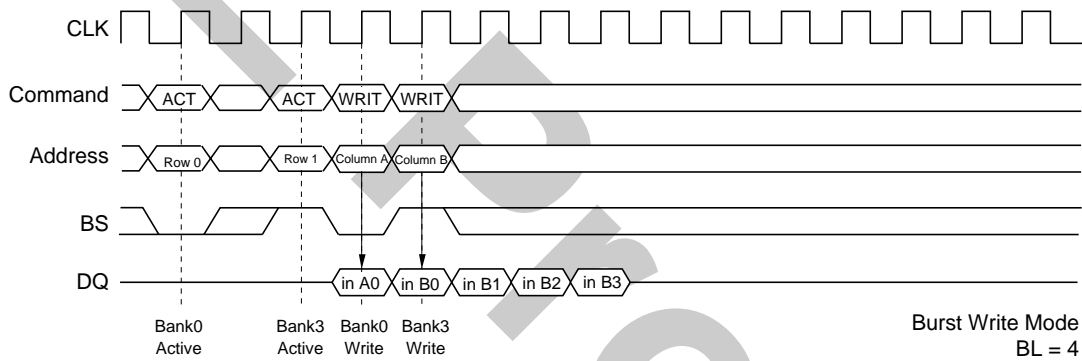 CLK
Command ACT ACT WRIT WRIT
Address Row 0 Row 1 Column A Column B
BS
DQ in A0 in B0 in B1 in B2 in B3
Bank0 Bank3 Bank0 Bank3 Burst Write Mode
Active Active Write Write BL = 4